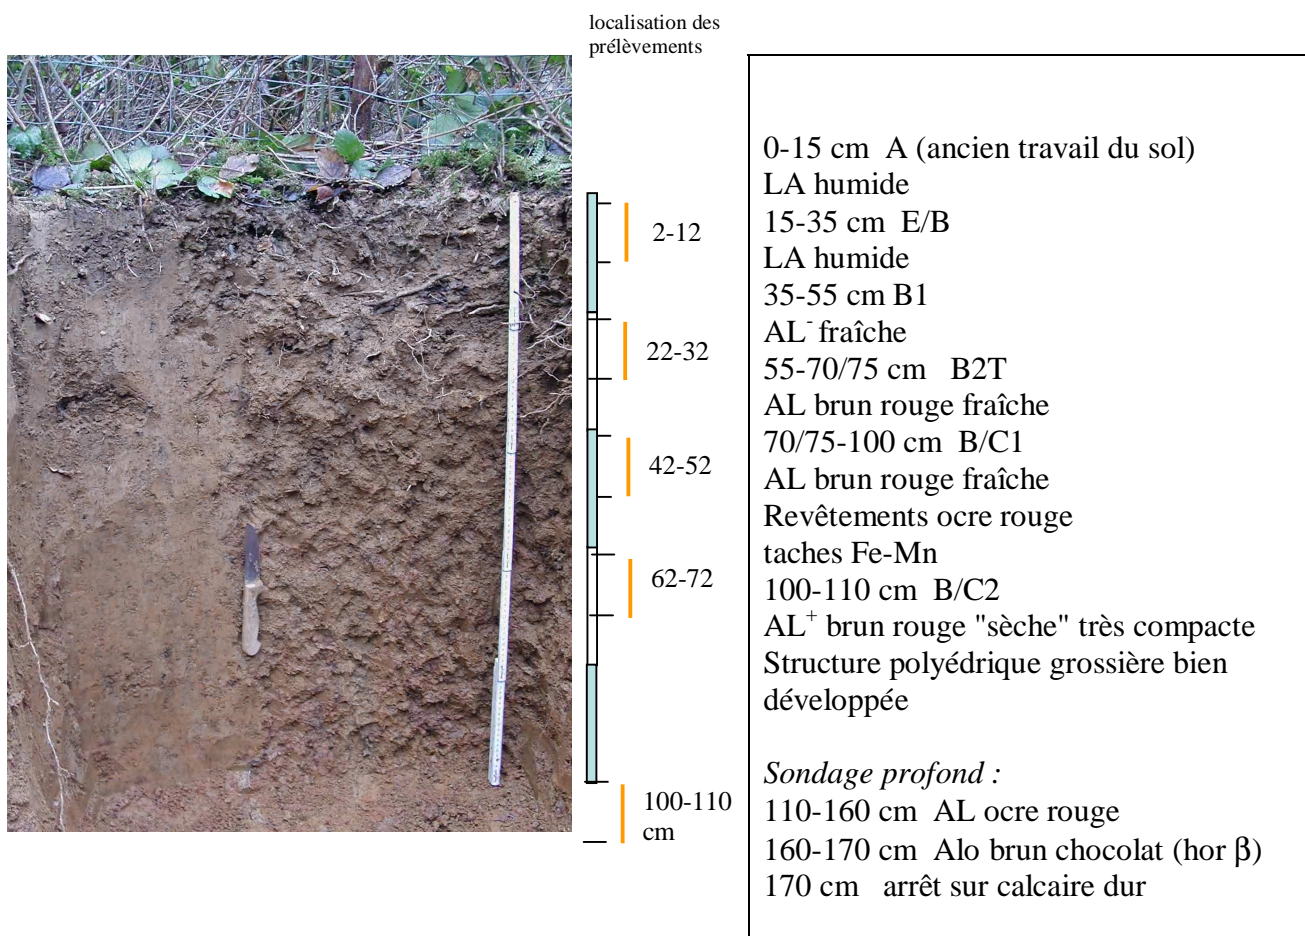 localisation des
prélèvements
2-12
22-32
42-52
62-72
100-110
cm
0-15 cm  A (ancien travail du sol)
LA humide
15-35 cm  E/B
LA humide
35-55 cm B1
AL⁻ fraîche
55-70/75 cm   B2T
AL brun rouge fraîche
70/75-100 cm  B/C1
AL brun rouge fraîche
Revêtements ocre rouge
taches Fe-Mn
100-110 cm  B/C2
AL⁺ brun rouge "sèche" très compacte
Structure polyédrique grossière bien
développée
Sondage profond :
110-160 cm  AL ocre rouge
160-170 cm  Alo brun chocolat (hor β)
170 cm   arrêt sur calcaire dur